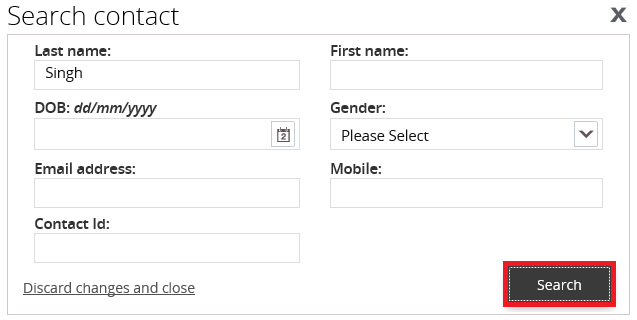 Search contact X
Last name: First name:
Singh
DOB: dd/mm/yyyy Gender:
2 Please Select
Email address: Mobile:
Contact Id:
Discard changes and close Search